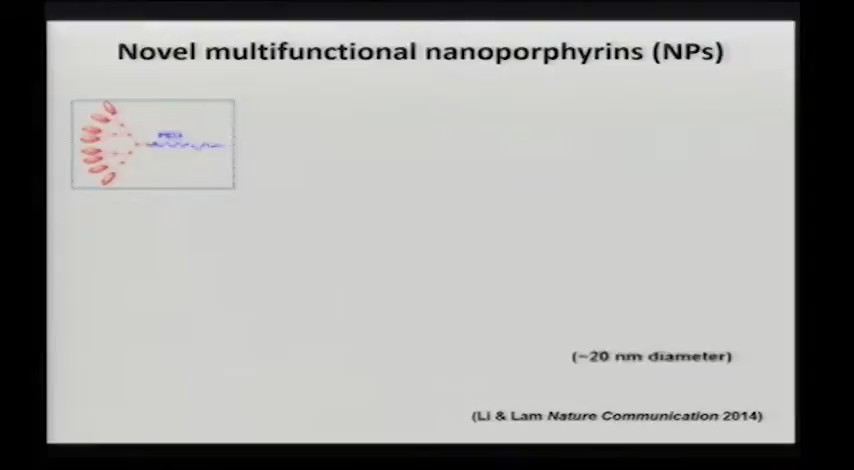 Novel multifunctional nanoporphyrins (NPs)
PEG
(~20 nm diameter)
(Li & Lam Nature Communication 2014)